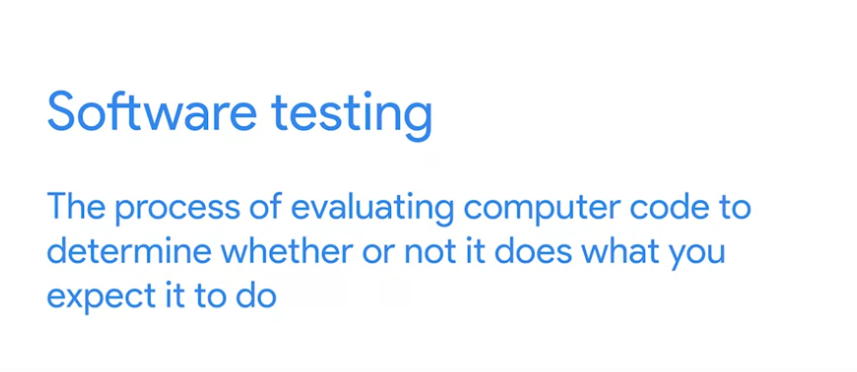 Software testing
The process of evaluating computer code to
determine whether or not it does what you
expect it to do